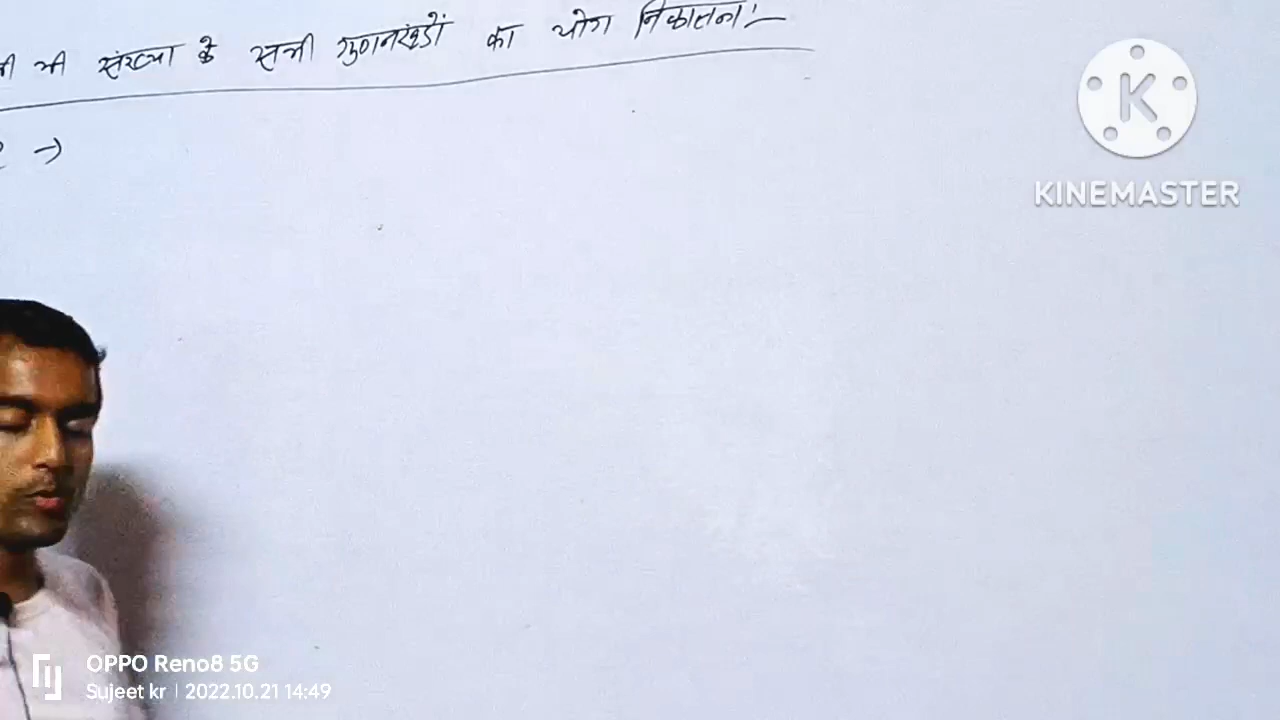 भी संख्या के सभी गुणनखंडों का योग निकालना :–
→
K
KINEMASTER
OPPO Reno8 5G
Sujeet kr | 2022.10.21 14:49